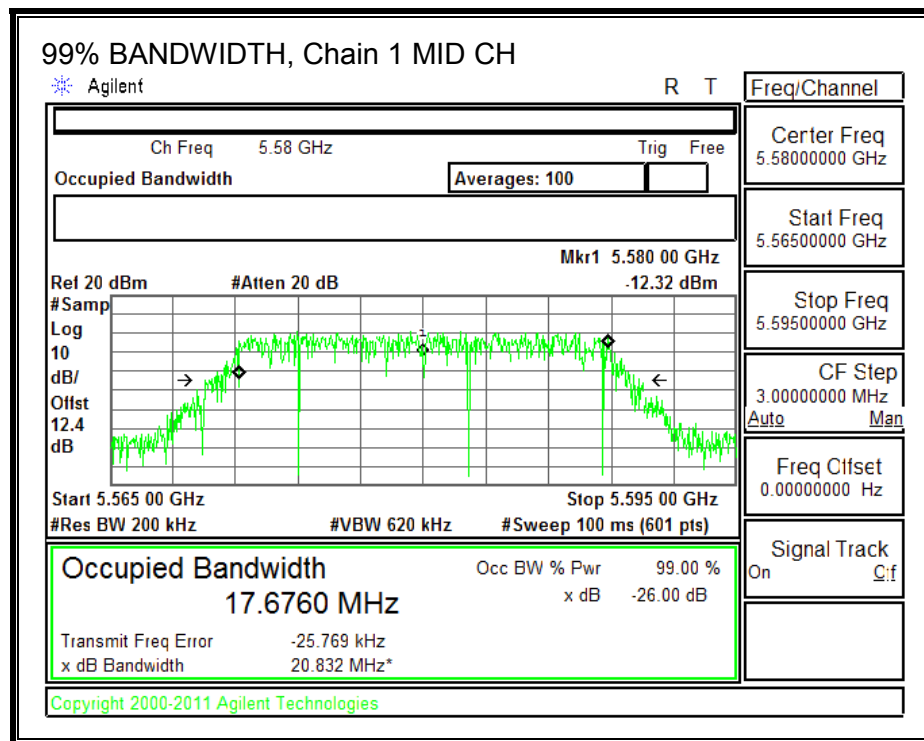 99% BANDWIDTH, Chain 1 MID CH
Agilent R T
Freq/Channel
Ch Freq 5.58 GHz Trig Free
Occupied Bandwidth Averages: 100
Center Freq
5.58000000 GHz
Start Freq
5.56500000 GHz
Mkr1 5.580 00 GHz
Ref 20 dBm #Atten 20 dB -12.32 dBm
Stop Freq
5.59500000 GHz
#Samp
Log
10
dB/
Offst
12.4
dB
1
CF Step
3.00000000 MHz
Auto Man
Freq Offset
0.00000000 Hz
Start 5.565 00 GHz Stop 5.595 00 GHz
#Res BW 200 kHz #VBW 620 kHz #Sweep 100 ms (601 pts)
Signal Track
On Off
Occupied Bandwidth Occ BW % Pwr 99.00 %
17.6760 MHz x dB -26.00 dB
Transmit Freq Error -25.769 kHz
x dB Bandwidth 20.832 MHz*
Copyright 2000-2011 Agilent Technologies